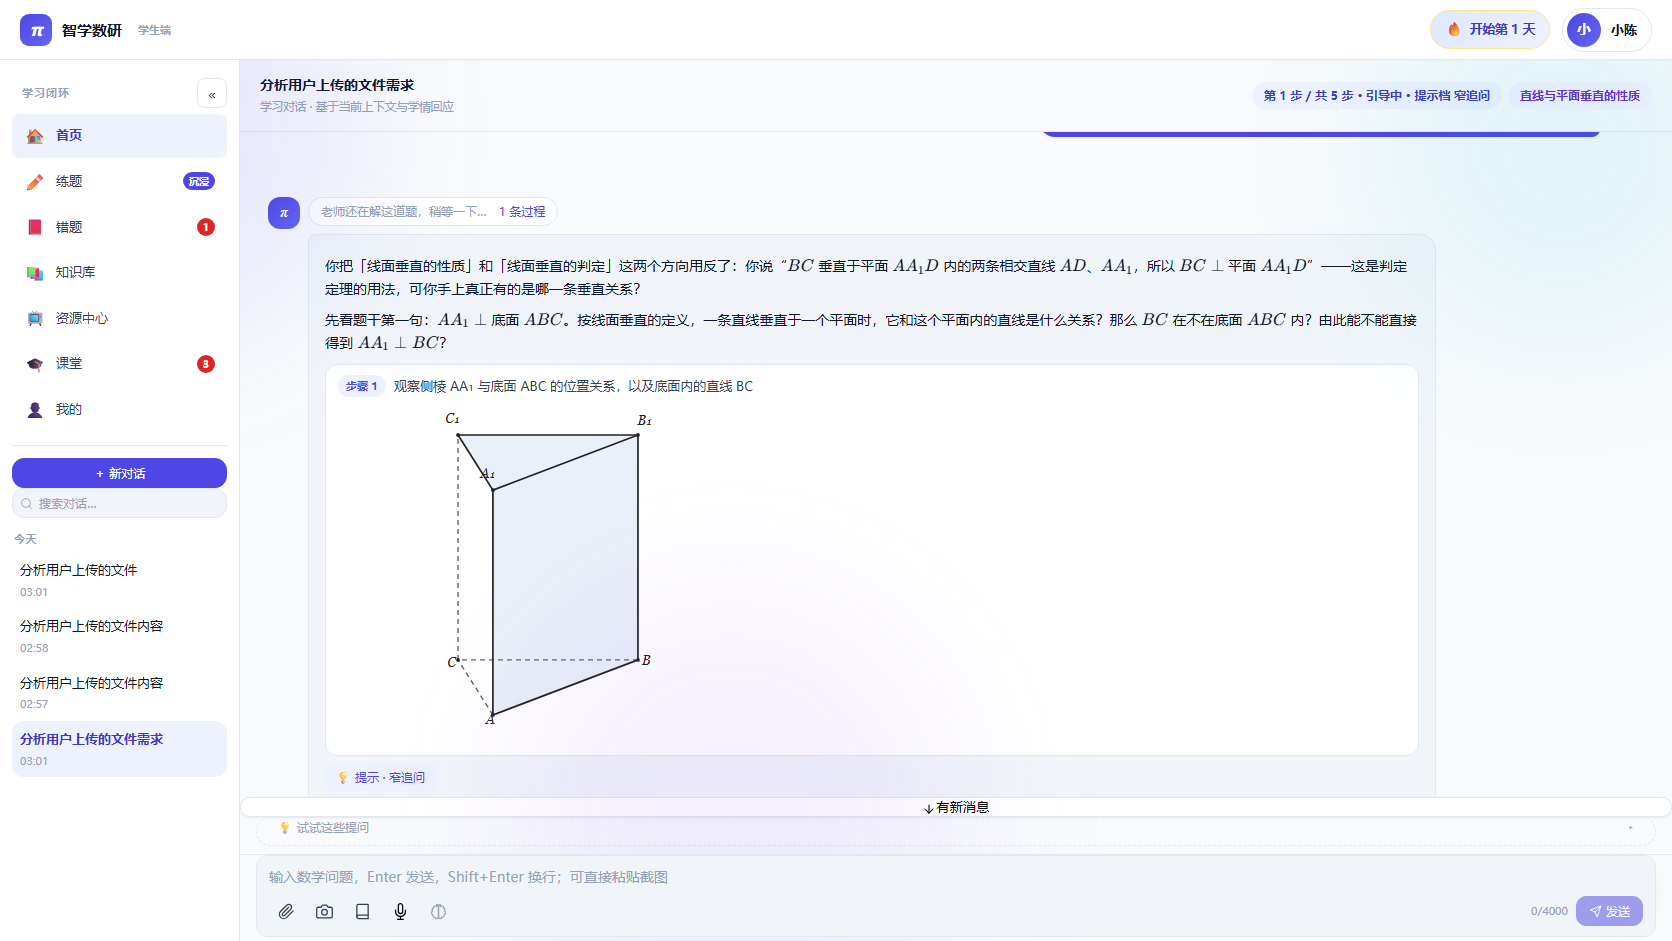 π 智学数研 学生端
开始第 1 天
小 小陈
学习闭环 «
首页
练题 沉浸
错题 1
知识库
资源中心
课堂 3
我的
+ 新对话
搜索对话...
今天
分析用户上传的文件
03:01
分析用户上传的文件内容
02:58
分析用户上传的文件内容
02:57
分析用户上传的文件需求
03:01
分析用户上传的文件需求
学习对话 · 基于当前上下文与学情回应
第 1 步 / 共 5 步 • 引导中 • 提示档 窄追问
直线与平面垂直的性质
π
老师还在解这道题，稍等一下... 1 条过程
你把「线面垂直的性质」和「线面垂直的判定」这两个方向用反了：你说 “BC 垂直于平面 AA₁D 内的两条相交直线 AD、AA₁，所以 BC ⊥ 平面 AA₁D” ——这是判定
定理的用法，可你手上真正有的是哪一条垂直关系？
先看题干第一句：AA₁ ⊥ 底面 ABC。按线面垂直的定义，一条直线垂直于一个平面时，它和这个平面内的直线是什么关系？那么 BC 在不在底面 ABC 内？由此能不能直接
得到 AA₁ ⊥ BC？
步骤 1 观察侧棱 AA₁ 与底面 ABC 的位置关系，以及底面内的直线 BC
C₁
B₁
A₁
C
B
A
提示 · 窄追问
↓有新消息
试试这些提问
输入数学问题，Enter 发送，Shift+Enter 换行；可直接粘贴截图
0/4000
发送